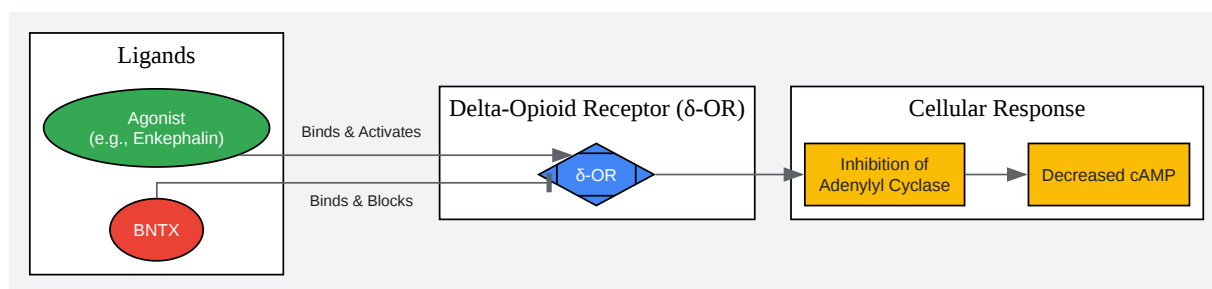 Ligands
Agonist
(e.g., Enkephalin)
BNTX
Binds & Activates
Binds & Blocks
Delta-Opioid Receptor (δ-OR)
δ-OR
Cellular Response
Inhibition of
Adenylyl Cyclase
Decreased cAMP